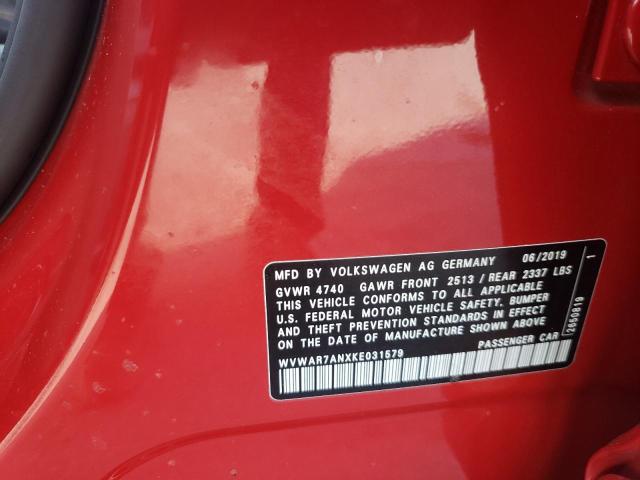 MFD BY VOLKSWAGEN AG GERMANY 06/2019 1
GVWR 4740 GAWR FRONT 2513 / REAR 2337 LBS
THIS VEHICLE CONFORMS TO ALL APPLICABLE
U.S. FEDERAL MOTOR VEHICLE SAFETY, BUMPER
AND THEFT PREVENTION STANDARDS IN EFFECT
ON THE DATE OF MANUFACTURE SHOWN ABOVE.
WVWAR7ANXKE031579 PASSENGER CAR
2660819